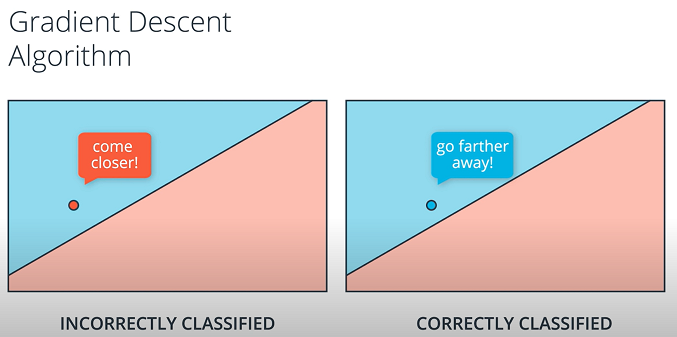 Gradient Descent
Algorithm
come
closer!
go farther
away!
INCORRECTLY CLASSIFIED
CORRECTLY CLASSIFIED